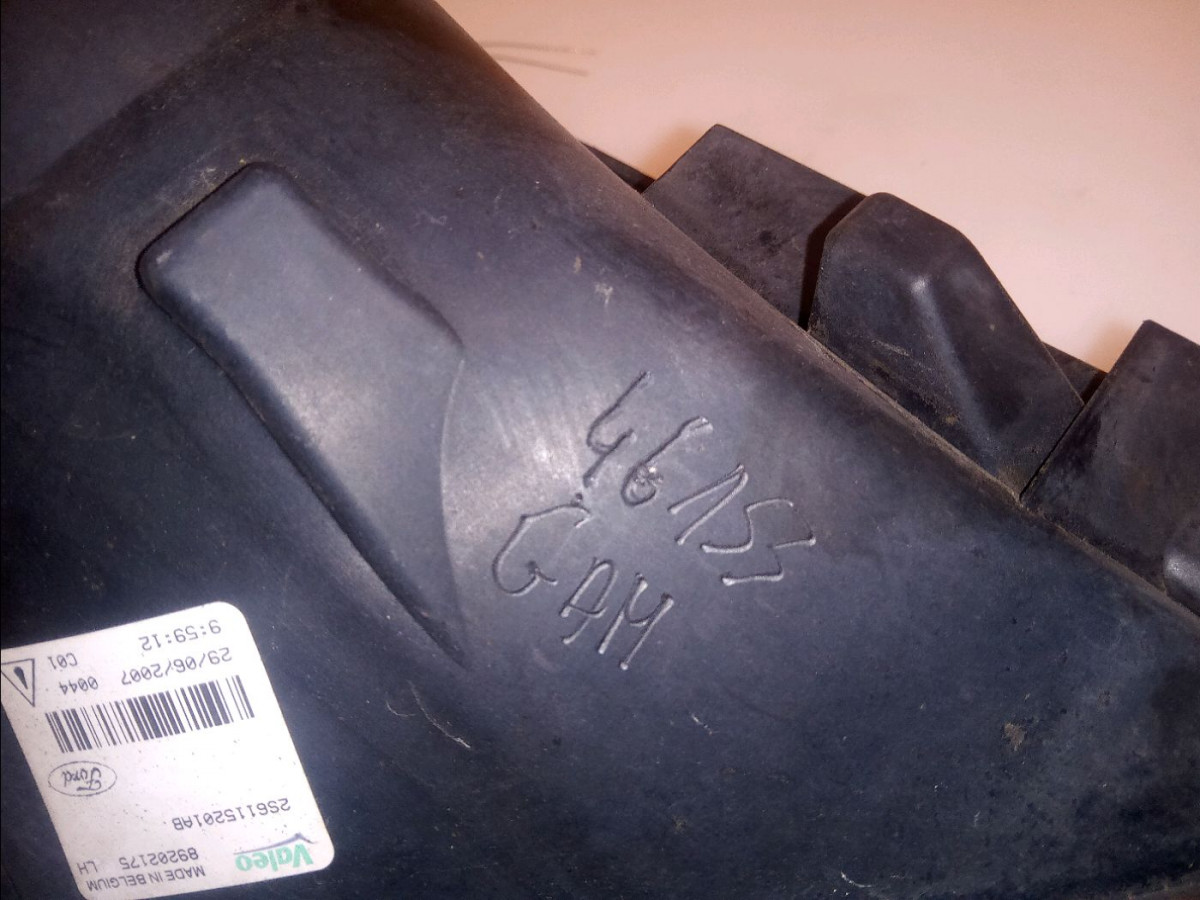 46153
GAM
MADE IN BELGIUM
Valeo 89202175 LH
2S6115201AB
Ford
29/06/2007 0044 C01
9:59:12